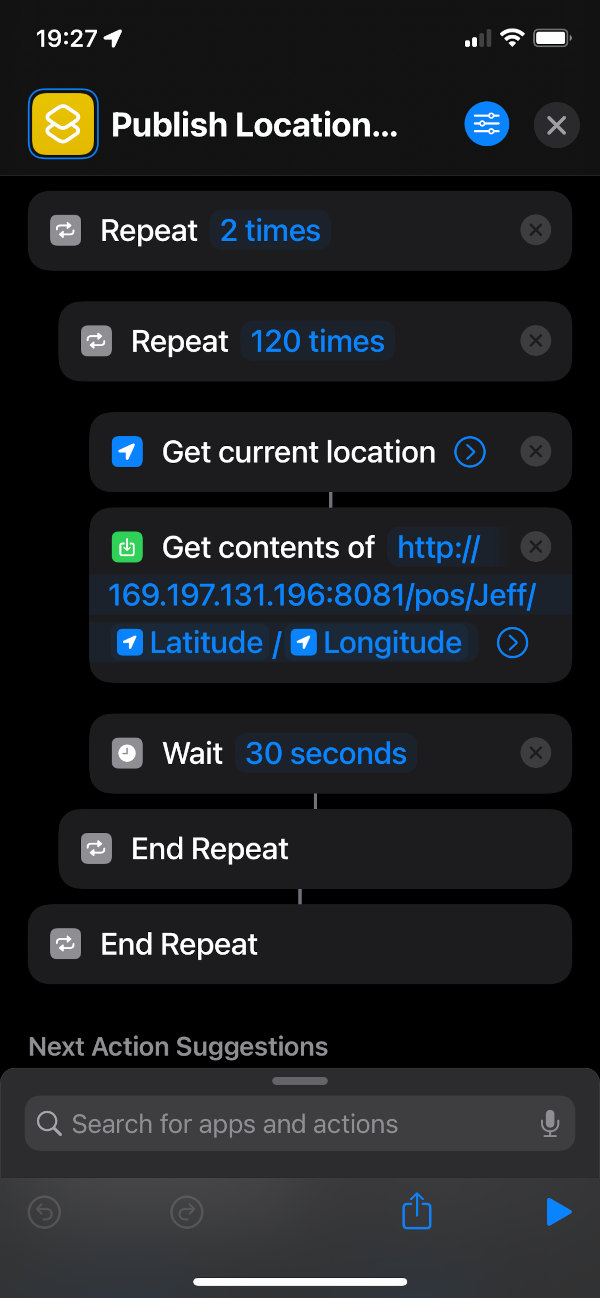 19:27
Publish Location...
Repeat 2 times
Repeat 120 times
Get current location
Get contents of http://
169.197.131.196:8081/pos/Jeff/
Latitude / Longitude
Wait 30 seconds
End Repeat
End Repeat
Next Action Suggestions
Search for apps and actions